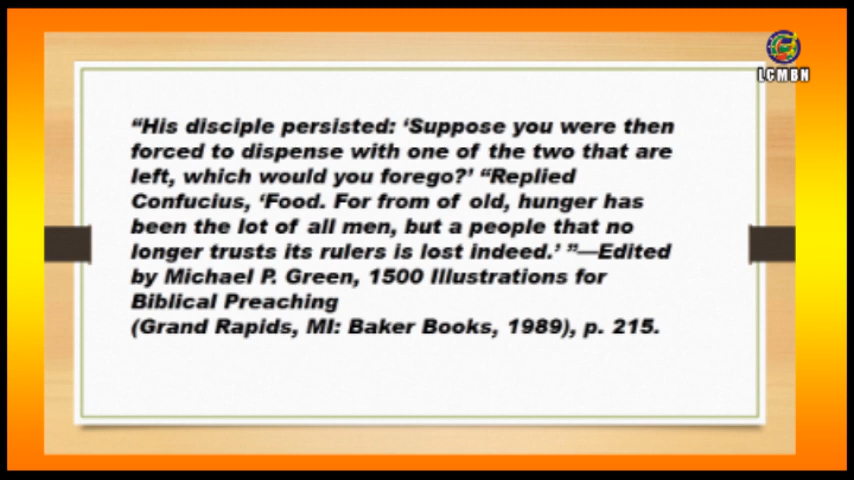 LCMBN
“His disciple persisted: ‘Suppose you were then
forced to dispense with one of the two that are
left, which would you forego?’ “Replied
Confucius, ‘Food. For from of old, hunger has
been the lot of all men, but a people that no
longer trusts its rulers is lost indeed.’ ”—Edited
by Michael P. Green, 1500 Illustrations for
Biblical Preaching
(Grand Rapids, MI: Baker Books, 1989), p. 215.